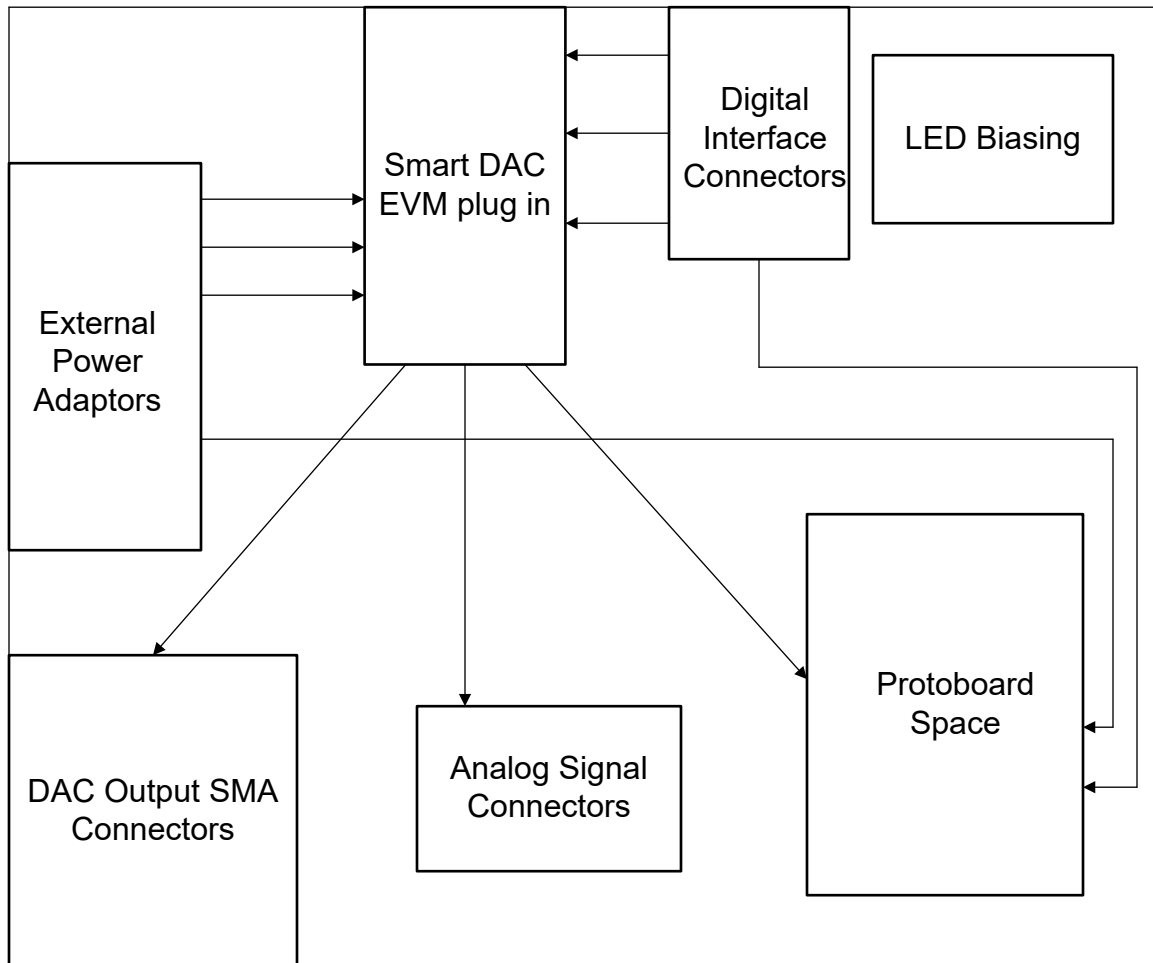 Smart DAC
EVM plug in
Digital
Interface
Connectors
LED Biasing
External
Power
Adaptors
Protoboard
Space
DAC Output SMA
Connectors
Analog Signal
Connectors